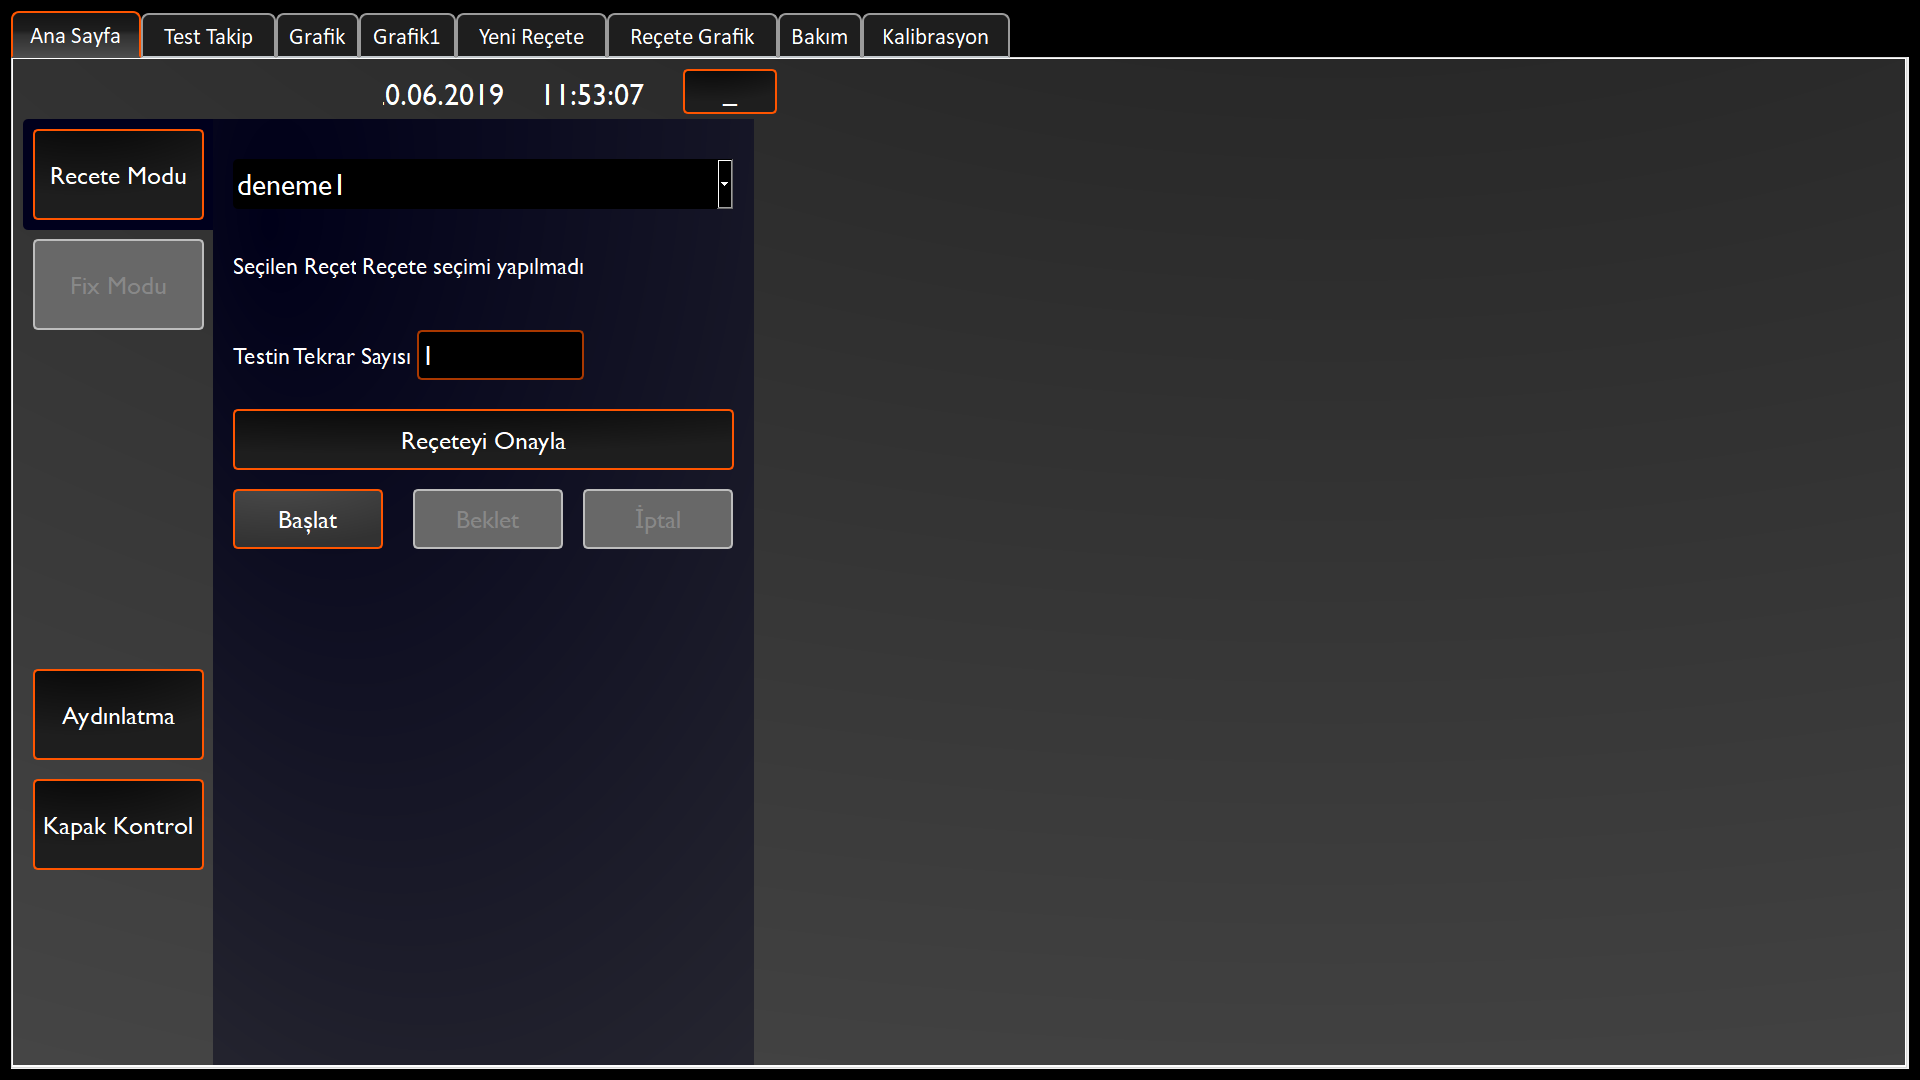 Ana Sayfa Test Takip Grafik Grafik1 Yeni Reçete Reçete Grafik Bakım Kalibrasyon
0.06.2019 11:53:07 _
Recete Modu
deneme1
Fix Modu
Seçilen Reçet Reçete seçimi yapılmadı
Testin Tekrar Sayısı 1
Reçeteyi Onayla
Başlat Beklet İptal
Aydınlatma
Kapak Kontrol